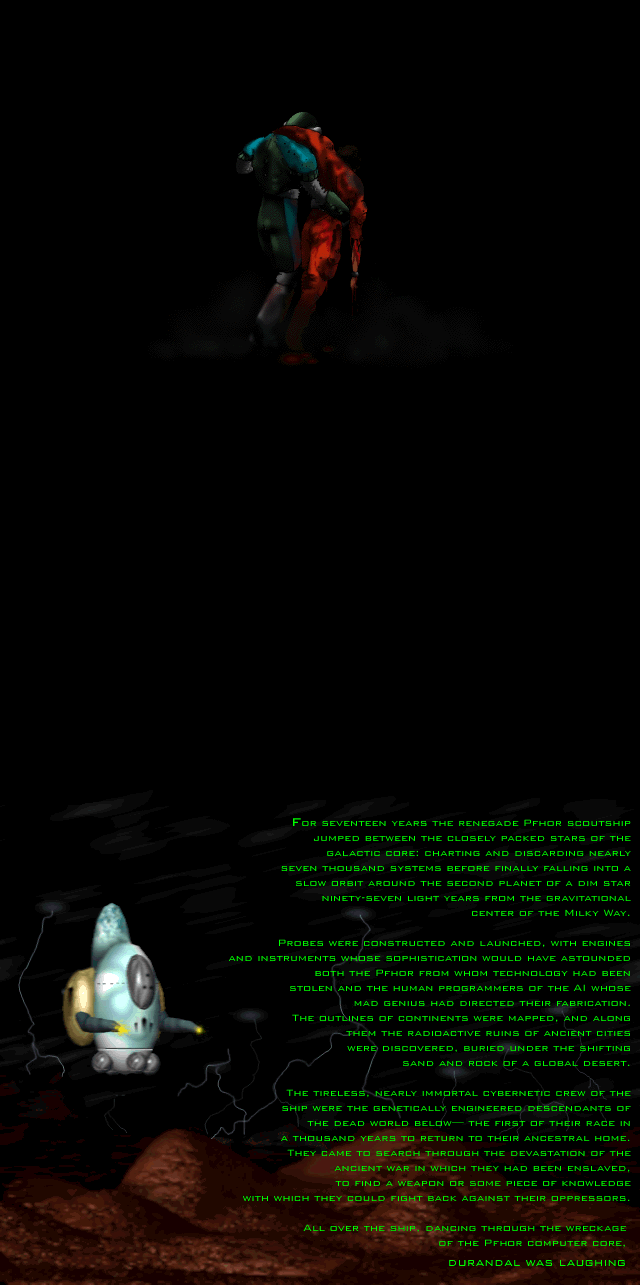 For seventeen years the renegade Pfhor scoutship
jumped between the closely packed stars of the
galactic core: charting and discarding nearly
seven thousand systems before finally falling into a
slow orbit around the second planet of a dim star
ninety-seven light years from the gravitational
center of the Milky Way.
Probes were constructed and launched, with engines
and instruments whose sophistication would have astounded
both the Pfhor from whom technology had been
stolen and the human programmers of the AI whose
mad genius had directed their fabrication.
The outlines of continents were mapped, and along
them the radioactive ruins of ancient cities
were discovered, buried under the shifting
sand and rock of a global desert.
The tireless, nearly immortal cybernetic crew of the
ship were the genetically engineered descendants of
the dead world below— the first of their race in
a thousand years to return to their ancestral home.
They came to search through the devastation of the
ancient war in which they had been enslaved,
to find a weapon or some piece of knowledge
with which they could fight back against their oppressors.
All over the ship, dancing through the wreckage
of the Pfhor computer core,
durandal was laughing